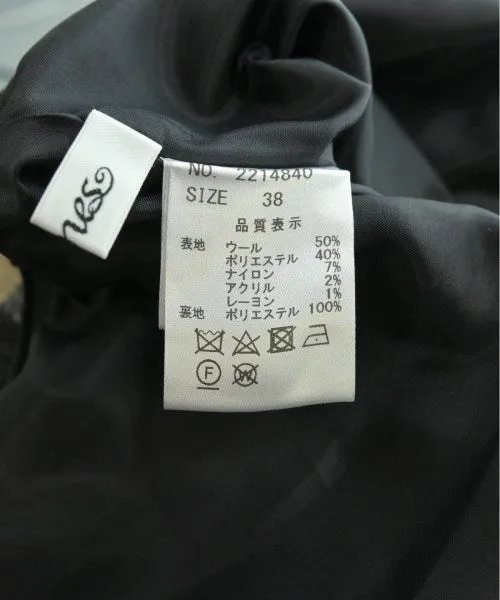 NO. 2214840
SIZE 38
品質表示
表地 ウール 50%
ポリエステル 40%
ナイロン 7%
アクリル 2%
レーヨン 1%
裏地 ポリエステル 100%
F
W